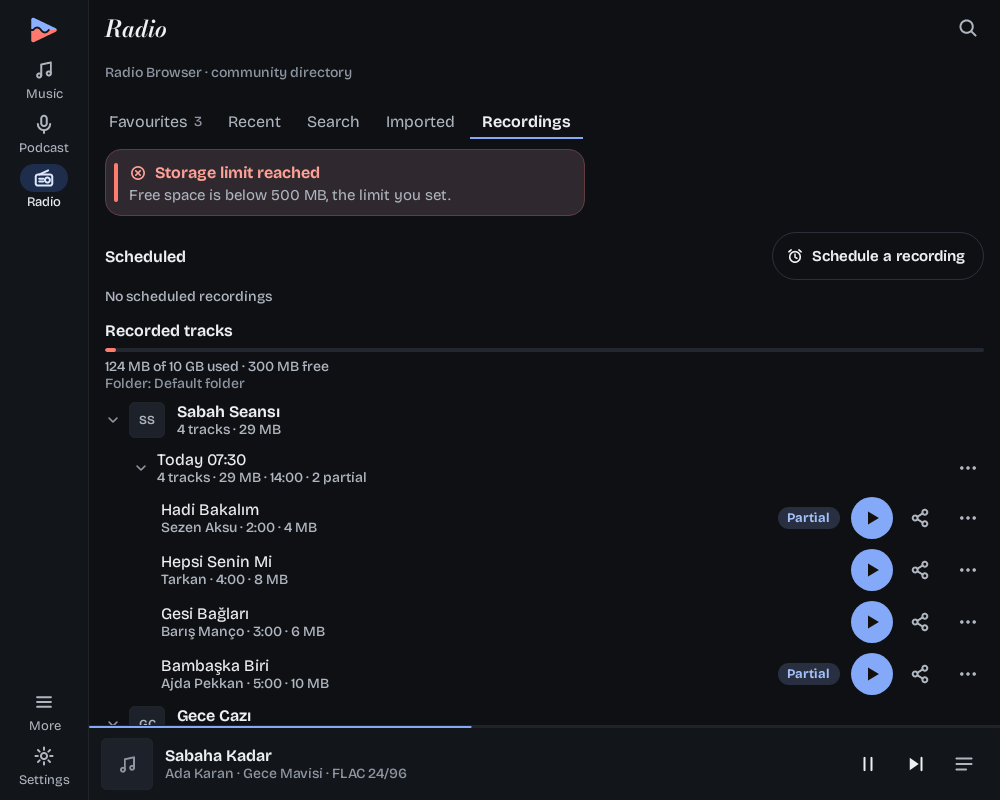 Radio
Radio Browser · community directory
Music
Podcast
Radio
Favourites 3 Recent Search Imported Recordings
Storage limit reached
Free space is below 500 MB, the limit you set.
Scheduled
Schedule a recording
No scheduled recordings
Recorded tracks
124 MB of 10 GB used · 300 MB free
Folder: Default folder
SS
Sabah Seansı
4 tracks · 29 MB
Today 07:30
4 tracks · 29 MB · 14:00 · 2 partial
Hadi Bakalım
Sezen Aksu · 2:00 · 4 MB
Partial
Hepsi Senin Mi
Tarkan · 4:00 · 8 MB
Gesi Bağları
Barış Manço · 3:00 · 6 MB
Bambaşka Biri
Ajda Pekkan · 5:00 · 10 MB
Partial
GC
Gece Cazı
More
Settings
Sabaha Kadar
Ada Karan · Gece Mavisi · FLAC 24/96